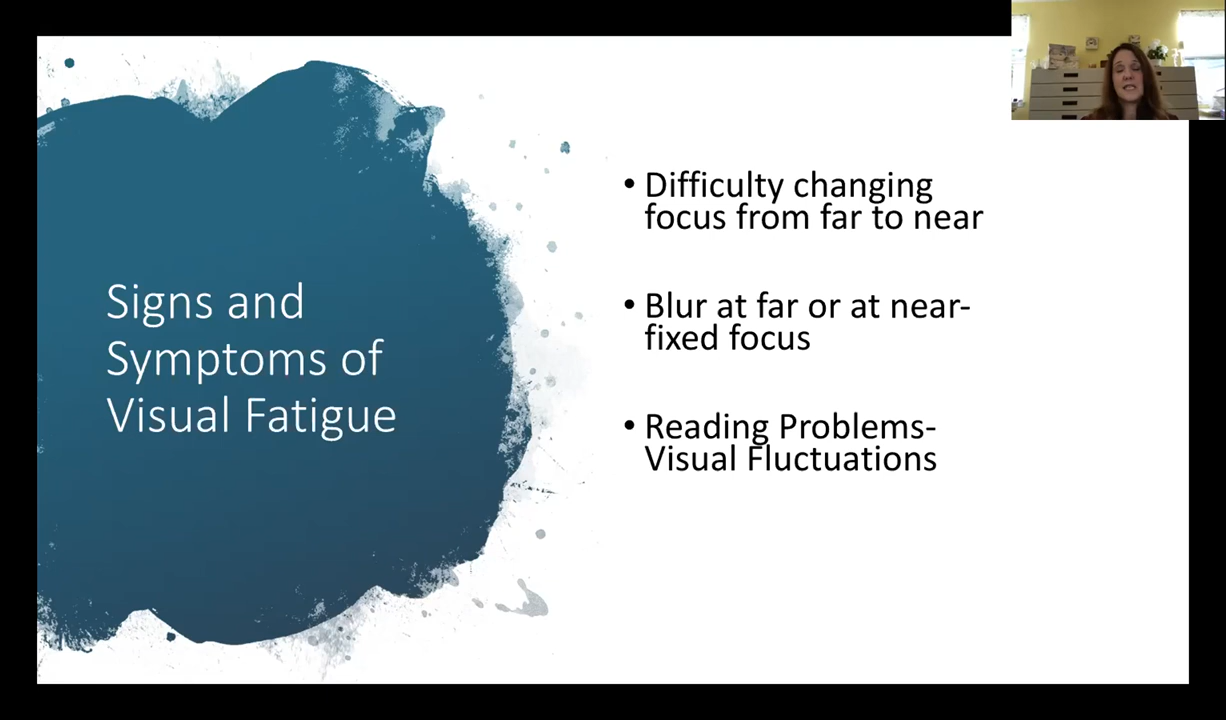 Signs and
Symptoms of
Visual Fatigue
• Difficulty changing
focus from far to near
• Blur at far or at near-
fixed focus
• Reading Problems-
Visual Fluctuations